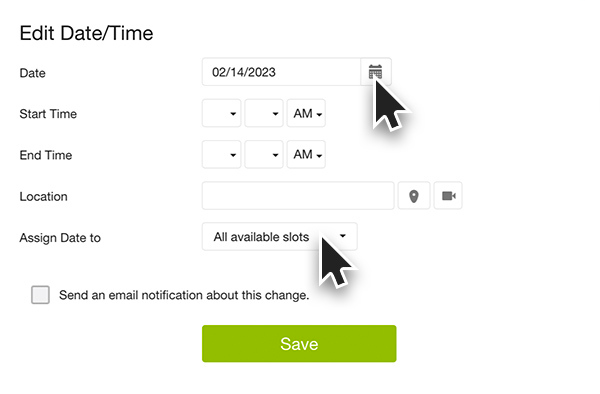 Edit Date/Time
Date 02/14/2023
Start Time AM
End Time AM
Location
Assign Date to All available slots
Send an email notification about this change.
Save